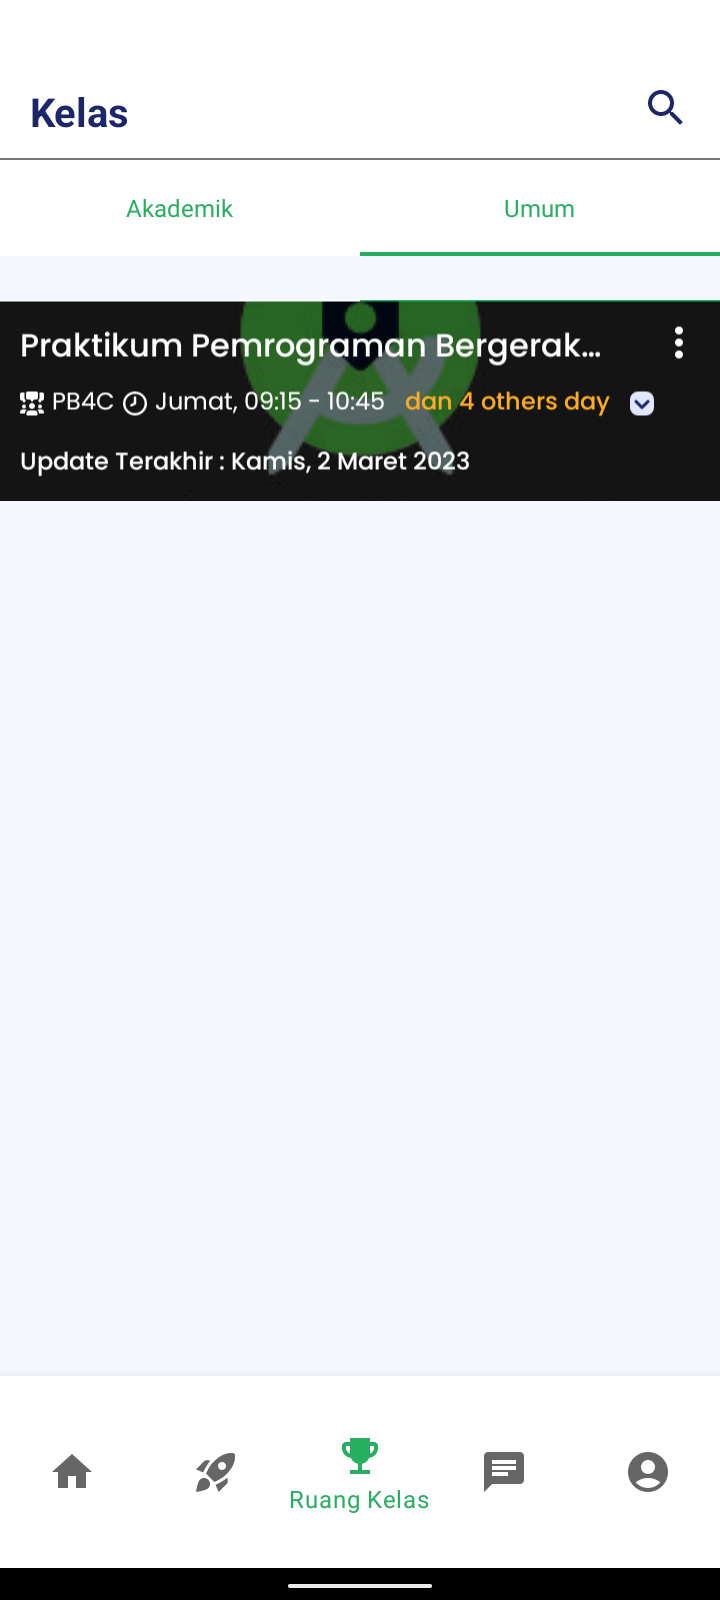 Kelas
Akademik
Umum
Praktikum Pemrograman Bergerak...
PB4C Jumat, 09:15 - 10:45 dan 4 others day
Update Terakhir : Kamis, 2 Maret 2023
Ruang Kelas